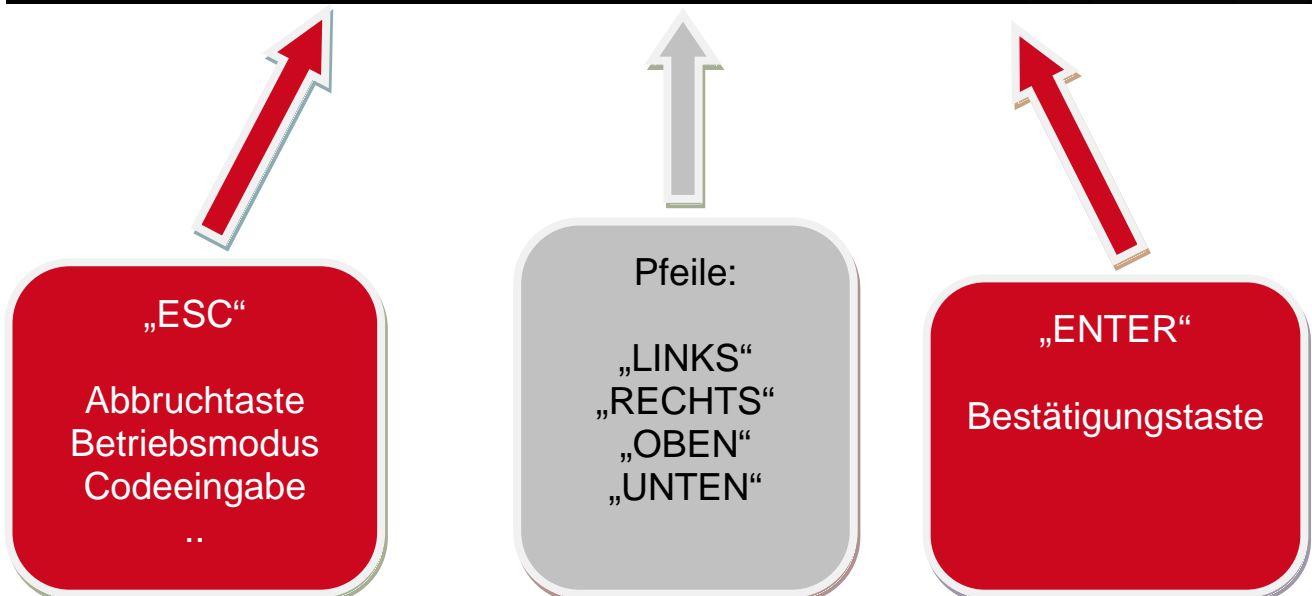 „ESC“
Abbruchtaste
Betriebsmodus
Codeeingabe
..
Pfeile:
„LINKS“
„RECHTS“
„OBEN“
„UNTEN“
„ENTER“
Bestätigungstaste